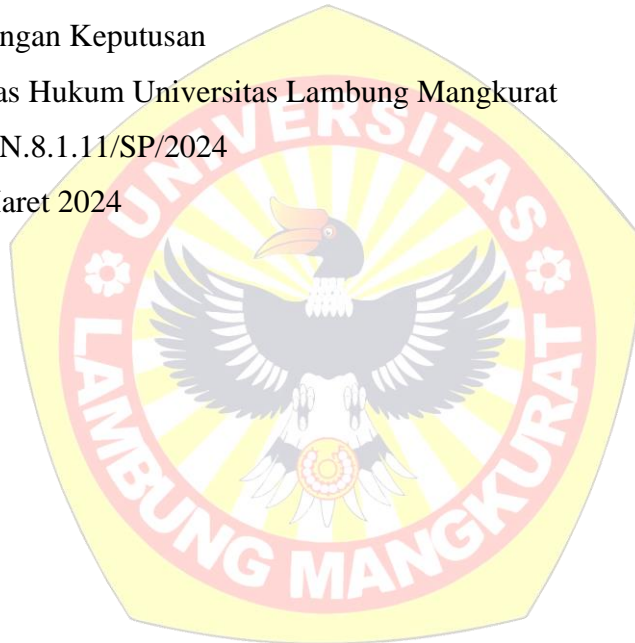 ngan Keputusan
as Hukum Universitas Lambung Mangkurat
N.8.1.11/SP/2024
aret 2024
UNIVERSITAS
LAMBUNG MANGKURAT